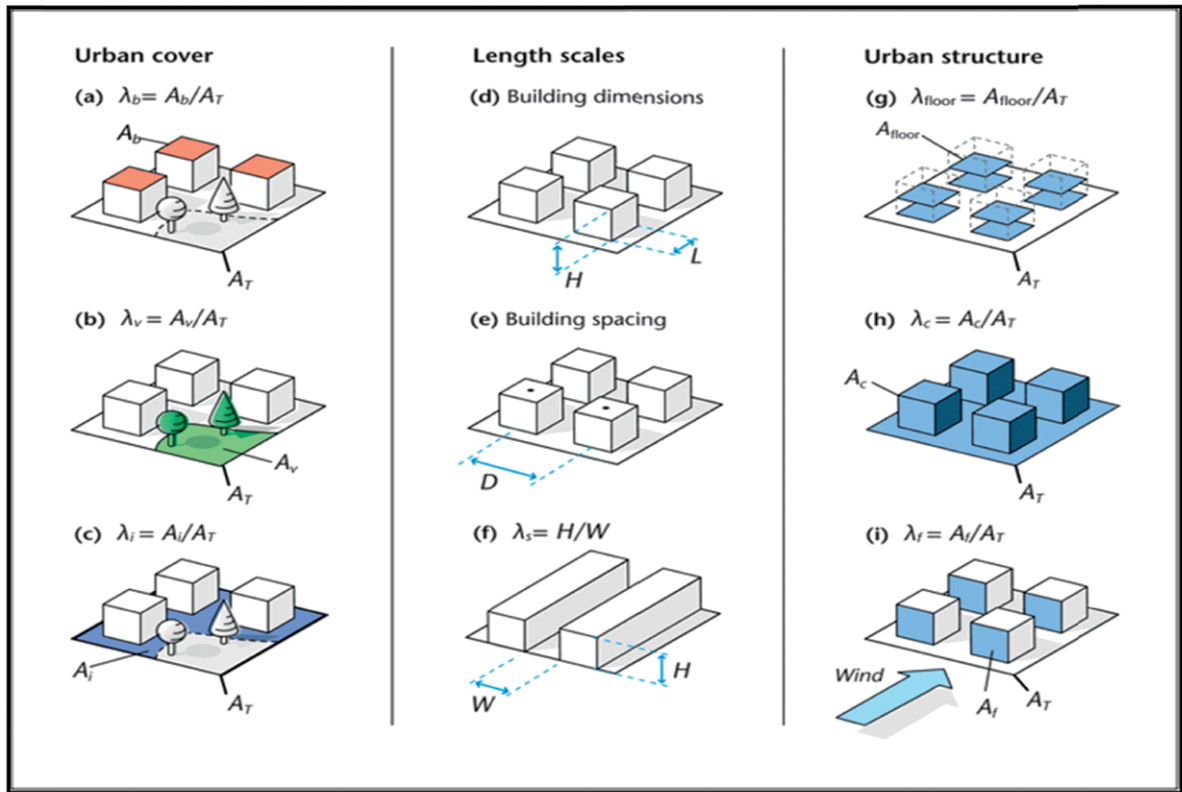 Urban cover
(a) λb = Ab/AT
Ab
AT
(b) λv = Av/AT
Av
AT
(c) λi = Ai/AT
Ai
AT
Length scales
(d) Building dimensions
H
L
(e) Building spacing
D
(f) λs = H/W
W
H
Urban structure
(g) λfloor = Afloor/AT
Afloor
AT
(h) λc = Ac/AT
Ac
AT
(i) λf = Af/AT
Wind
Af
AT